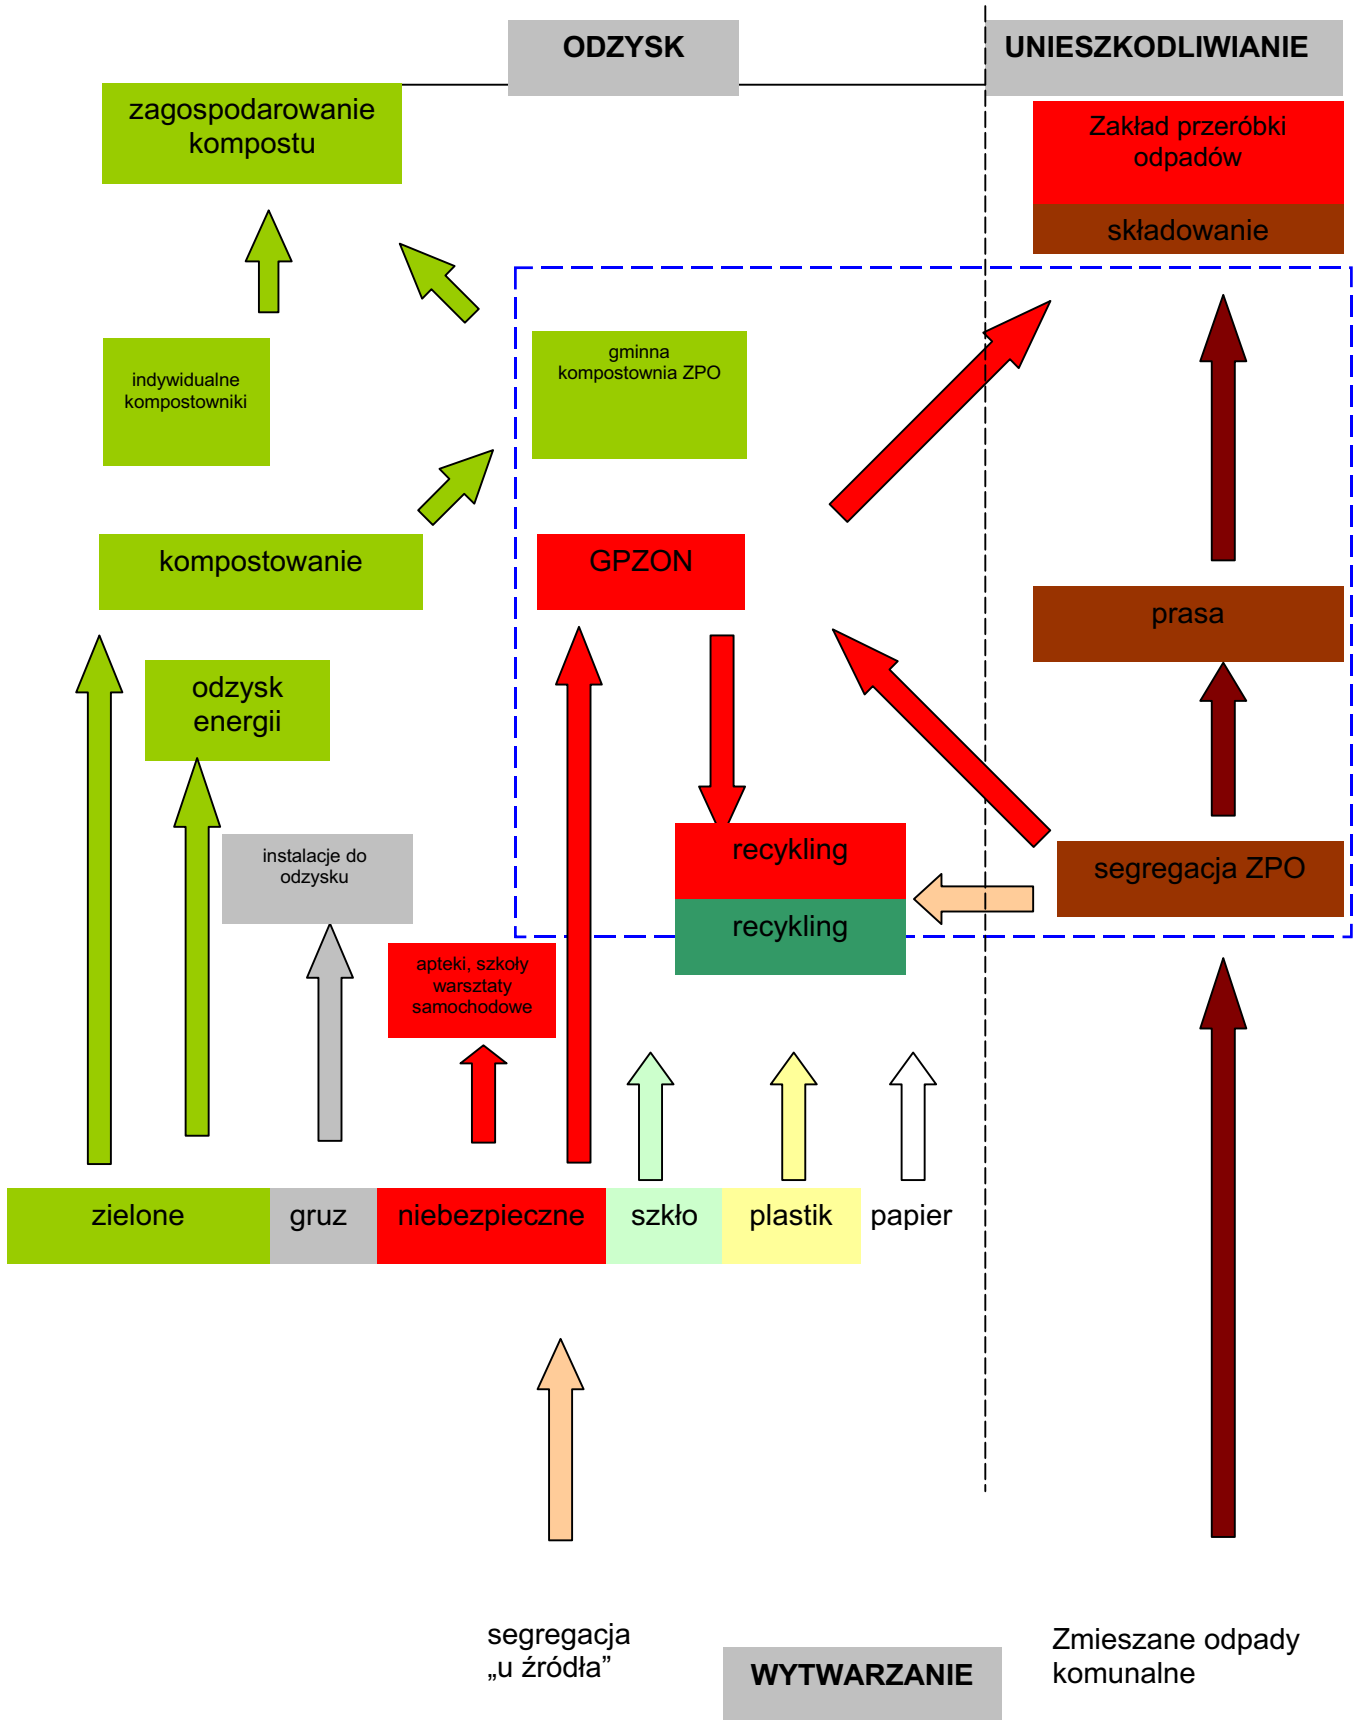 ODZYSK
UNIESZKODLIWIANIE
zagospodarowanie
kompostu
Zakład przeróbki
odpadów
składowanie
indywidualne
kompostowniki
gminna
kompostownia ZPO
kompostowanie
GPZON
prasa
odzysk
energii
instalacje do
odzysku
recykling
segregacja ZPO
recykling
apteki, szkoły
warsztaty
samochodowe
zielone
gruz
niebezpieczne
szkło
plastik
papier
segregacja
„u źródła”
WYTWARZANIE
Zmieszane odpady
komunalne